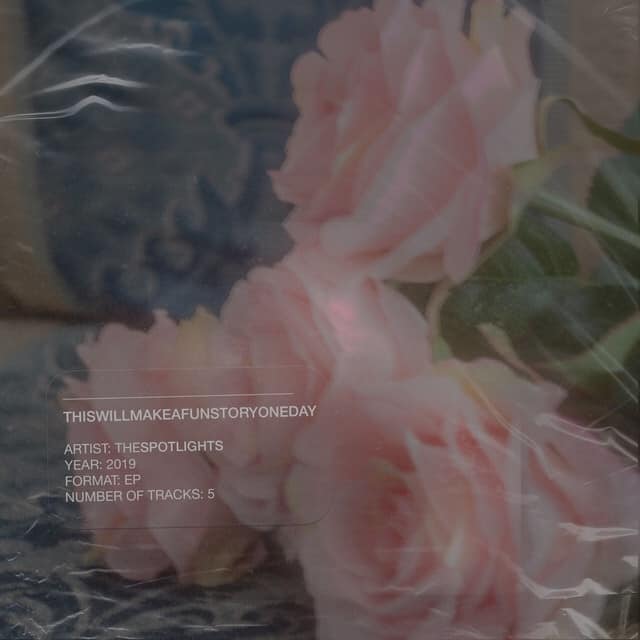 THISWILLMAKEAFUNSTORYONEDAY
ARTIST: THESPOTLIGHTS
YEAR: 2019
FORMAT: EP
NUMBER OF TRACKS: 5